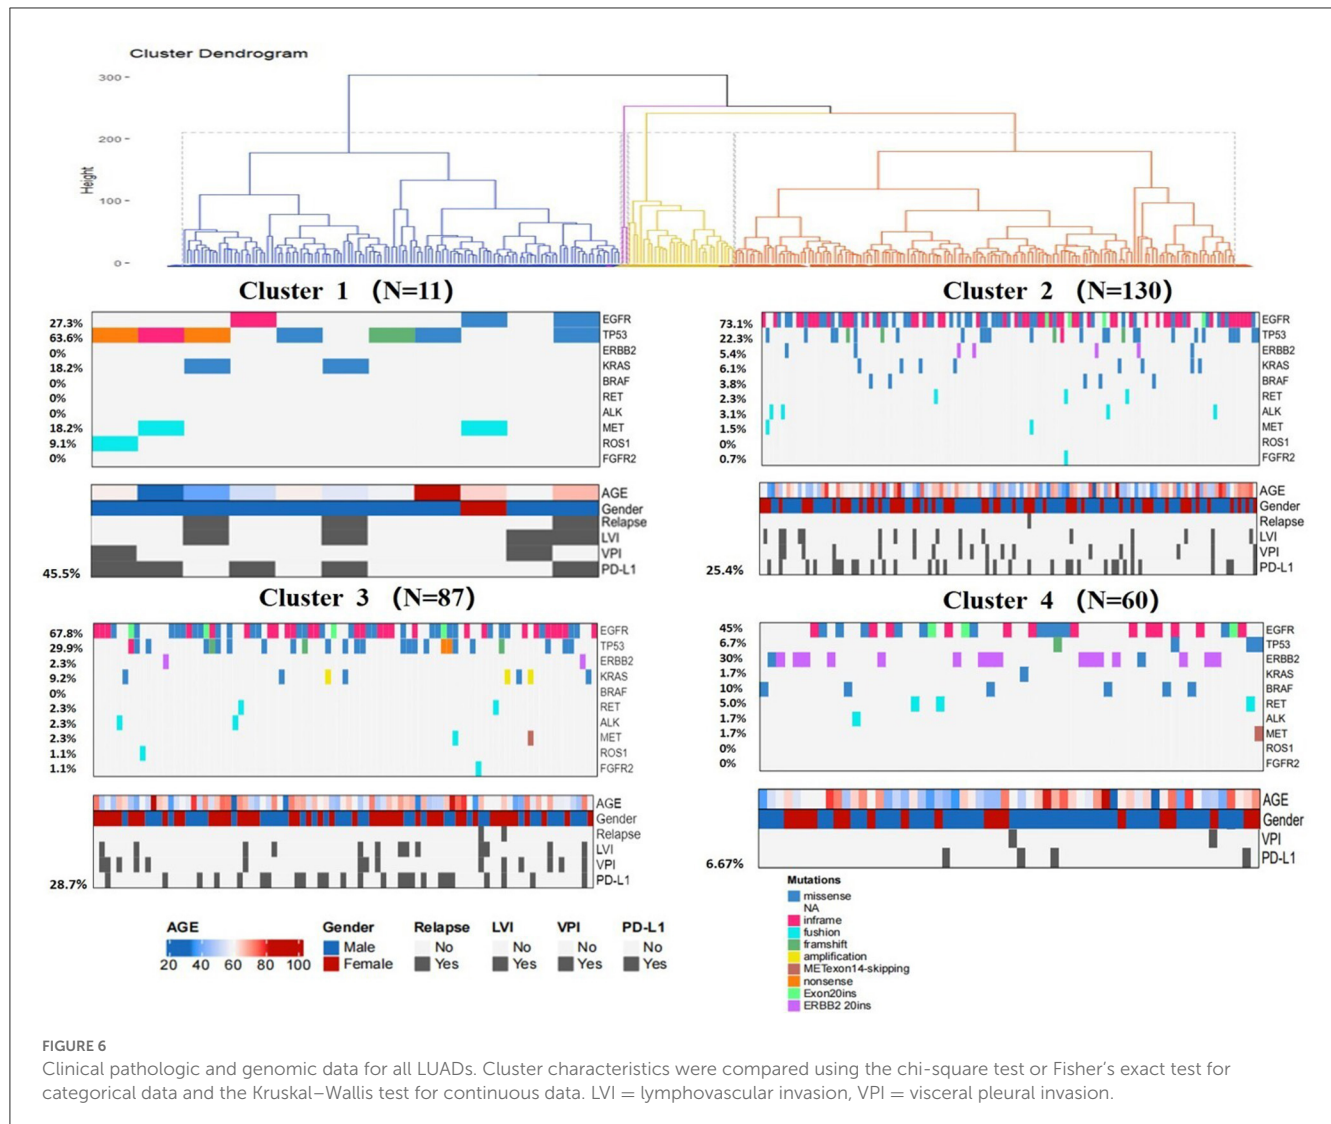 Cluster Dendrogram
300 -
200 -
100 -
0 -
Height
Cluster 1 (N=11)
27.3% EGFR
63.6% TP53
0% ERBB2
18.2% KRAS
0% BRAF
0% RET
0% ALK
18.2% MET
9.1% ROS1
0% FGFR2
AGE
Gender
Relapse
LVI
VPI
45.5% PD-L1
Cluster 2 (N=130)
73.1% EGFR
22.3% TP53
5.4% ERBB2
6.1% KRAS
3.8% BRAF
2.3% RET
3.1% ALK
1.5% MET
0% ROS1
0.7% FGFR2
AGE
Gender
Relapse
LVI
VPI
25.4% PD-L1
Cluster 3 (N=87)
67.8% EGFR
29.9% TP53
2.3% ERBB2
9.2% KRAS
0% BRAF
2.3% RET
2.3% ALK
2.3% MET
1.1% ROS1
1.1% FGFR2
AGE
Gender
Relapse
LVI
VPI
28.7% PD-L1
Cluster 4 (N=60)
45% EGFR
6.7% TP53
30% ERBB2
1.7% KRAS
10% BRAF
5.0% RET
1.7% ALK
1.7% MET
0% ROS1
0% FGFR2
AGE
Gender
VPI
6.67% PD-L1
AGE
20 40 60 80 100
Gender
Male
Female
Relapse
No
Yes
LVI
No
Yes
VPI
No
Yes
PD-L1
No
Yes
Mutations
missense
NA
inframe
fushion
framshift
amplification
METexon14-skipping
nonsense
Exon20ins
ERBB2 20ins
FIGURE 6
Clinical pathologic and genomic data for all LUADs. Cluster characteristics were compared using the chi-square test or Fisher's exact test for
categorical data and the Kruskal–Wallis test for continuous data. LVI = lymphovascular invasion, VPI = visceral pleural invasion.